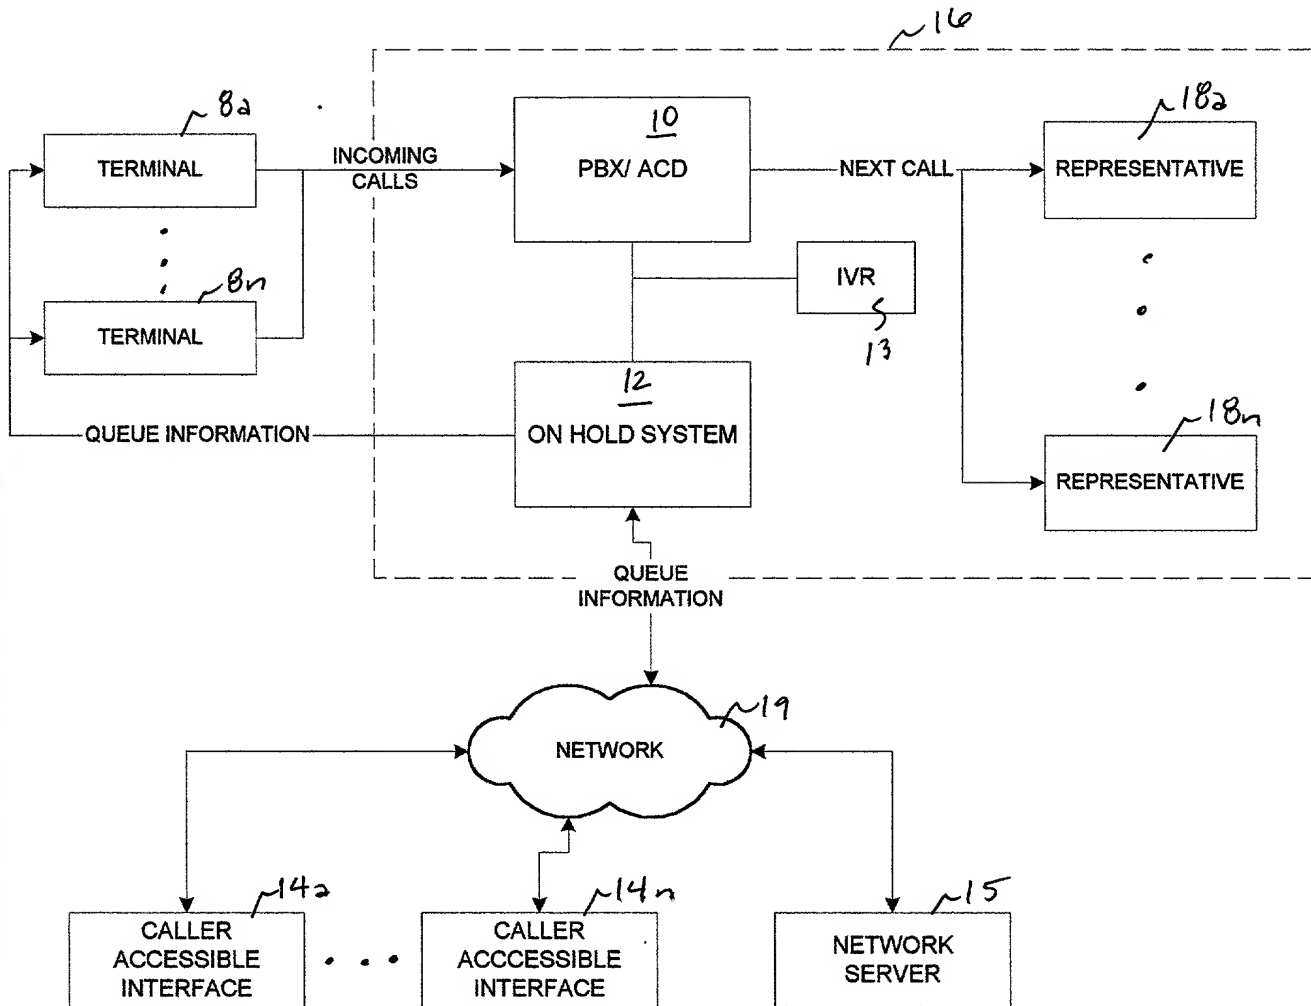 16
8a
18a
10
TERMINAL
INCOMING
CALLS
PBX/ ACD
NEXT CALL
REPRESENTATIVE
8n
IVR
TERMINAL
13
12
QUEUE INFORMATION
ON HOLD SYSTEM
18n
REPRESENTATIVE
QUEUE
INFORMATION
19
NETWORK
14a
14n
15
CALLER
ACCESSIBLE
INTERFACE
CALLER
ACCCESSIBLE
INTERFACE
NETWORK
SERVER